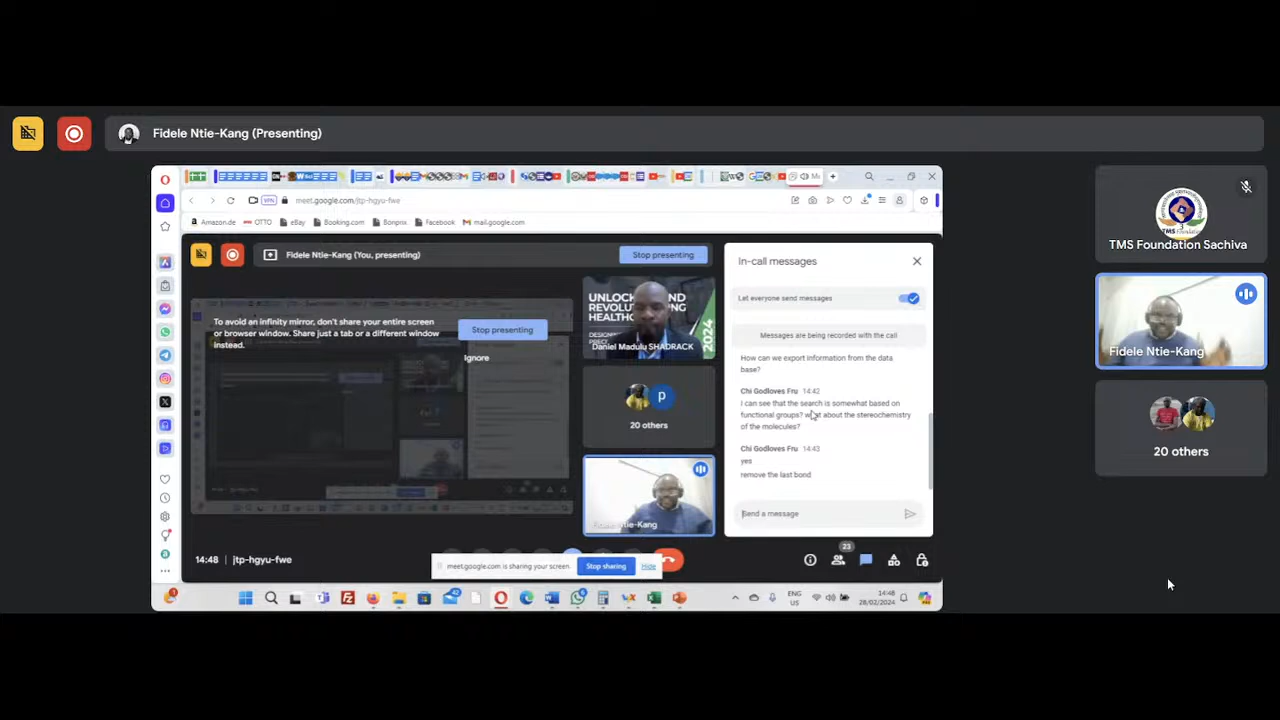 Fidele Ntie-Kang (Presenting)
meet.google.com/jtp-hgyu-fwe
Amazon.de
OTTO
eBay
Booking.com
Bonprix
Facebook
mail.google.com
Fidele Ntie-Kang (You, presenting)
Stop presenting
To avoid an infinity mirror, don't share your entire screen
or browser window. Share just a tab or a different window
instead.
Stop presenting
Ignore
2024
Daniel Madulu SHADRACK
P
20 others
Fidele Ntie-Kang
In-call messages
Let everyone send messages
Messages are being recorded with the call
How can we export information from the data
base?
Chi Godloves Fru 14:42
I can see that the search is somewhat based on
functional groups? what about the stereochemistry
of the molecules?
Chi Godloves Fru 14:43
yes
remove the last bond
Send a message
14:48 | jtp-hgyu-fwe
meet.google.com is sharing your screen.
Stop sharing
Hide
23
ENG
US
14:48
28/02/2024
TMS Foundation
TMS Foundation Sachiva
Fidele Ntie-Kang
20 others